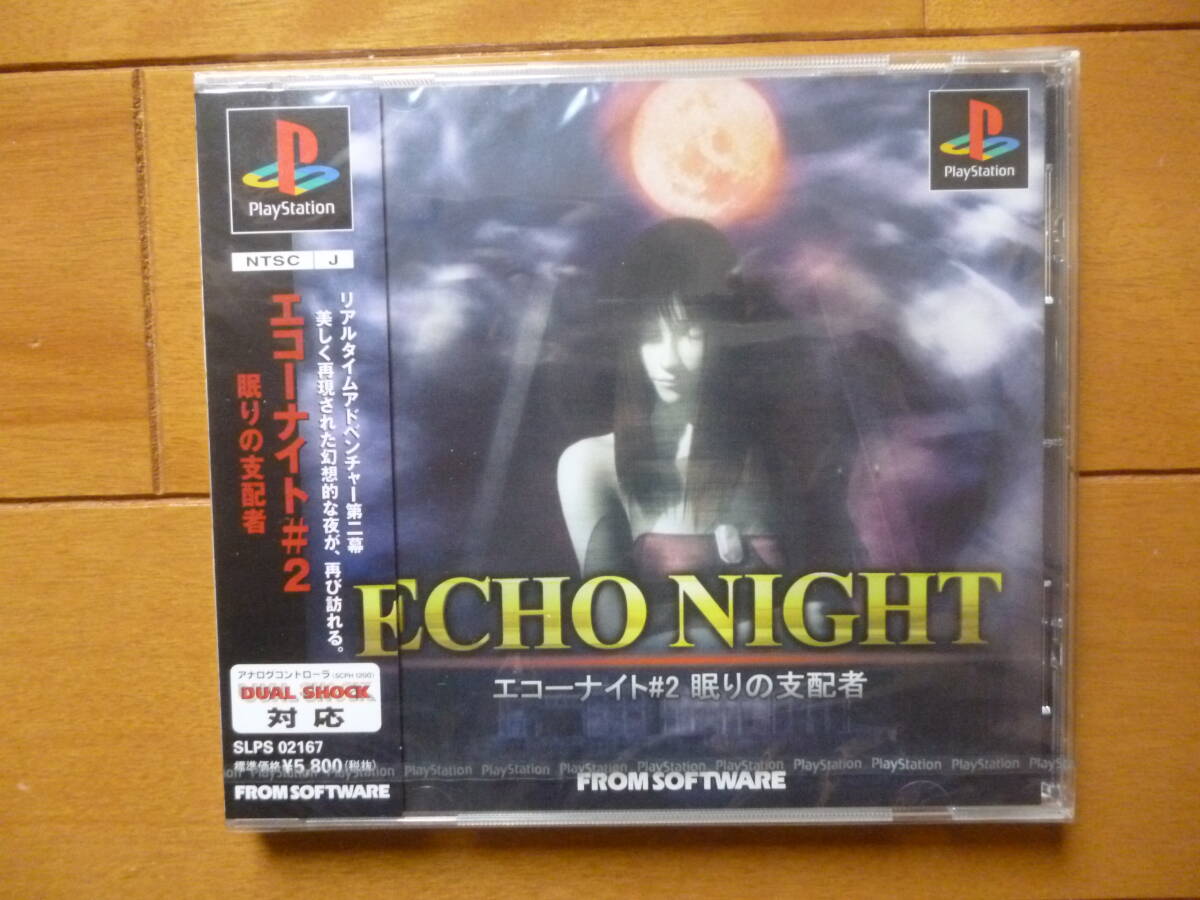 PlayStation
NTSC J
エコーナイト#2
眠りの支配者
リアルタイムアドベンチャー第二幕
美しく再現された幻想的な夜が、再び訪れる。
アナログコントローラ(SCPH 1200)
DUAL SHOCK
対応
SLPS 02167
標準価格¥5,800(税抜)
FROMSOFTWARE
PlayStation
ECHO NIGHT
エコーナイト#2 眠りの支配者
PlayStation PlayStation PlayStation PlayStation PlayStation PlayStation PlayStation PlayStation
FROMSOFTWARE